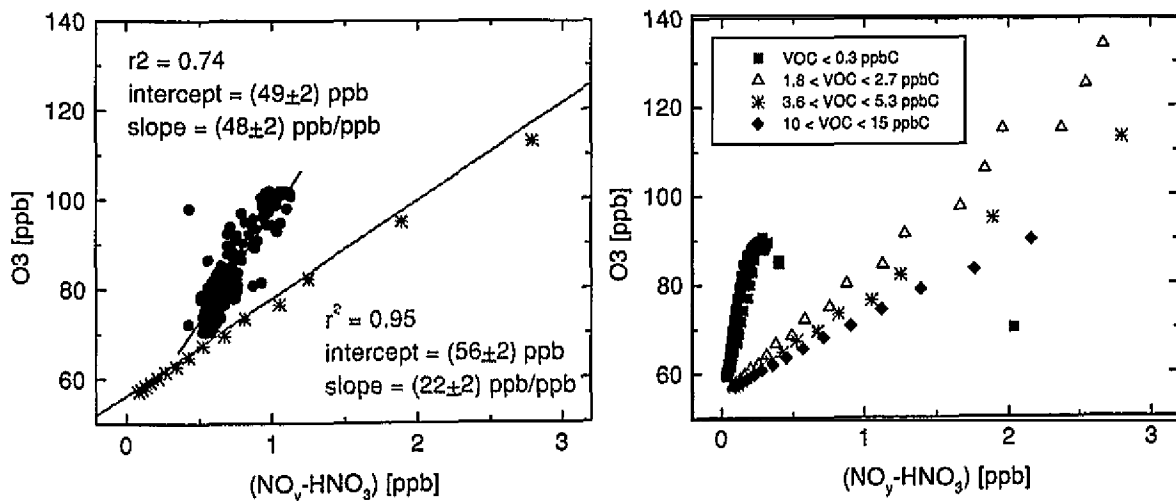 140
120
100
80
60
O3 [ppb]
r2 = 0.74
intercept = (49±2) ppb
slope = (48±2) ppb/ppb
r² = 0.95
intercept = (56±2) ppb
slope = (22±2) ppb/ppb
0 1 2 3
(NOy-HNO3) [ppb]
140
120
100
80
60
O3 [ppb]
VOC < 0.3 ppbC
1.8 < VOC < 2.7 ppbC
3.6 < VOC < 5.3 ppbC
10 < VOC < 15 ppbC
0 1 2 3
(NOy-HNO3) [ppb]